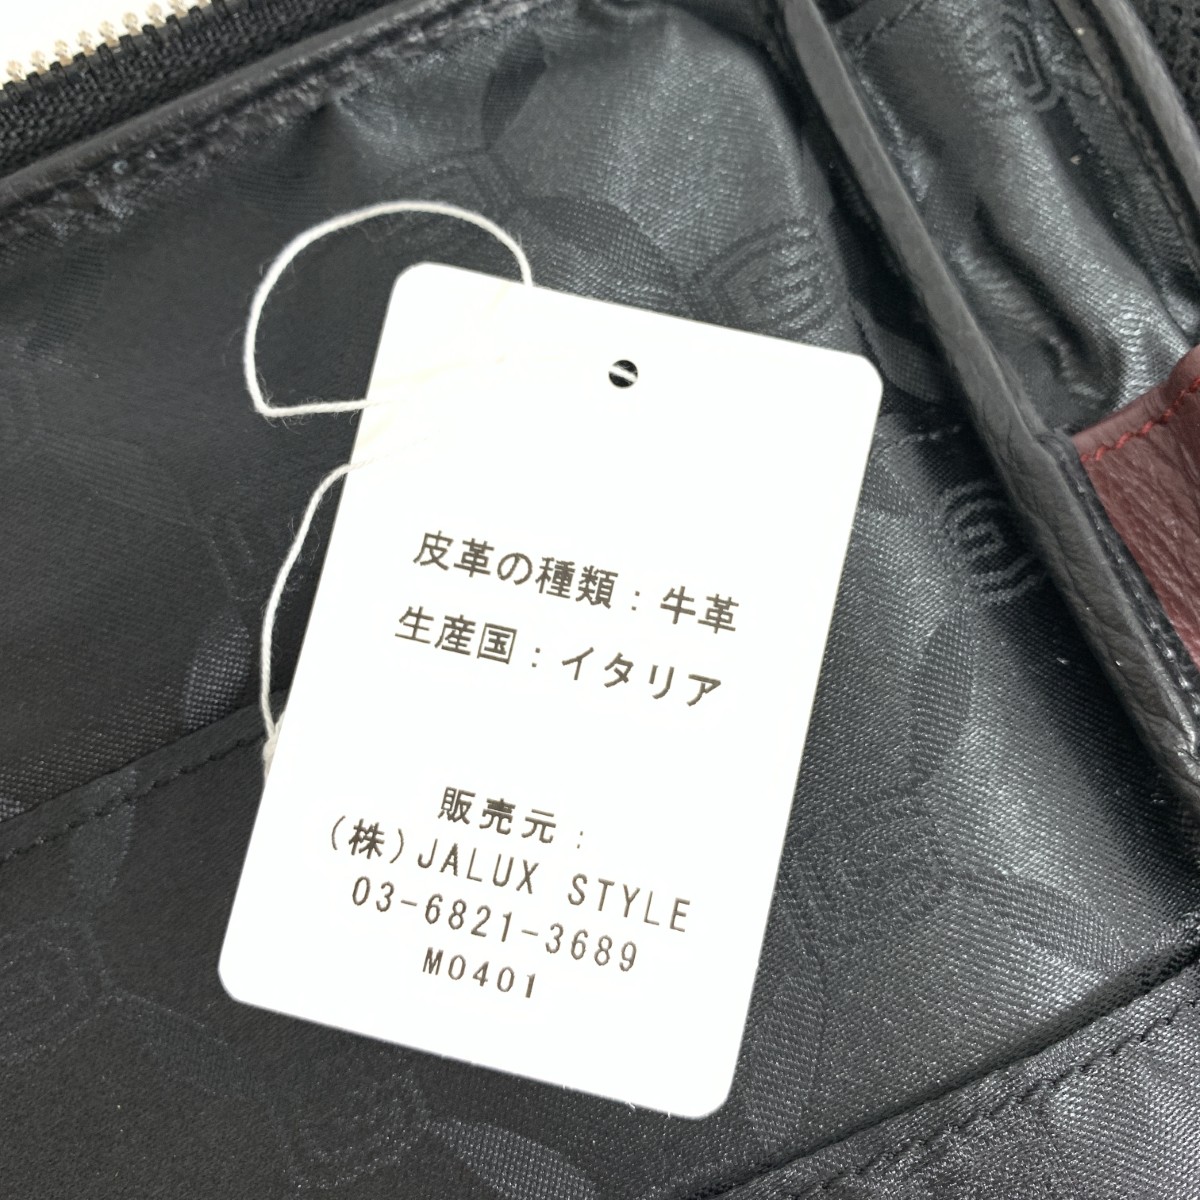 皮革の種類：牛革
生産国：イタリア
販売元：
(株)JALUX STYLE
03-6821-3689
M0401